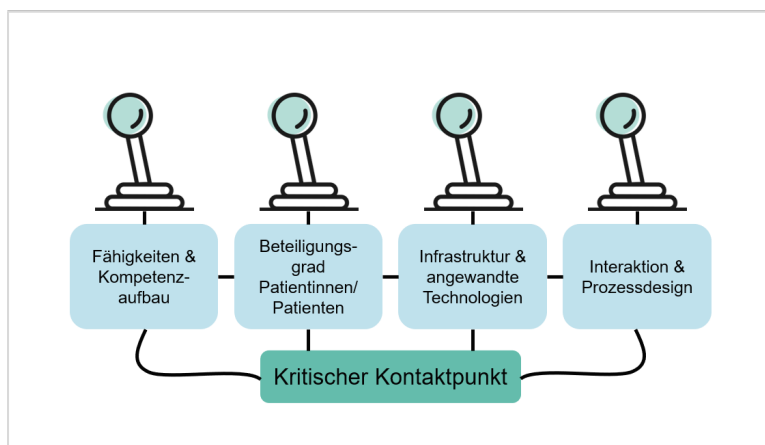 Fähigkeiten &
Kompetenz-
aufbau
Beteiligungs-
grad
Patientinnen/
Patienten
Infrastruktur &
angewandte
Technologien
Interaktion &
Prozessdesign
Kritischer Kontaktpunkt